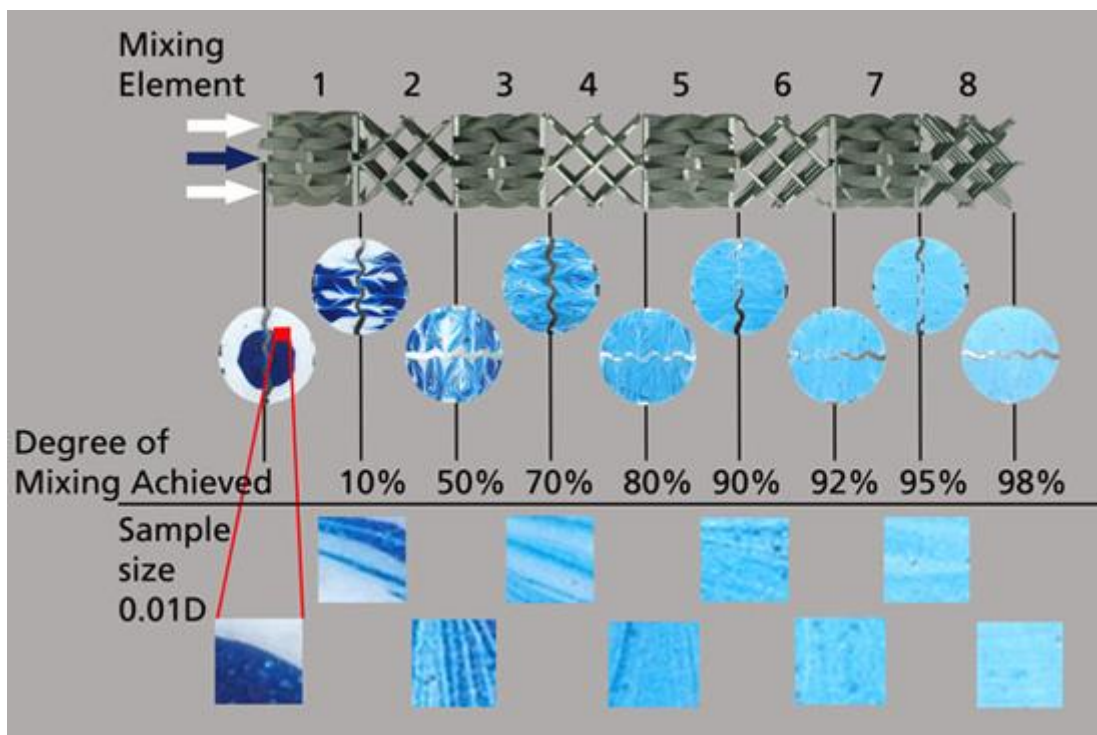 Mixing
Element 1 2 3 4 5 6 7 8
Degree of
Mixing Achieved 10% 50% 70% 80% 90% 92% 95% 98%
Sample
size
0.01D